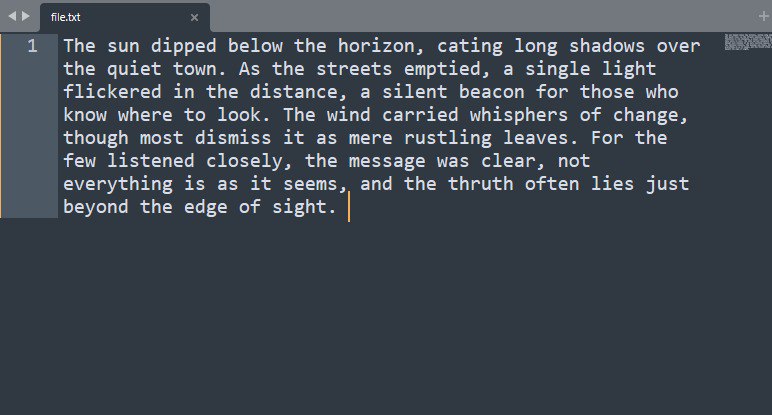 file.txt
1 The sun dipped below the horizon, cating long shadows over
the quiet town. As the streets emptied, a single light
flickered in the distance, a silent beacon for those who
know where to look. The wind carried whisphers of change,
though most dismiss it as mere rustling leaves. For the
few listened closely, the message was clear, not
everything is as it seems, and the thruth often lies just
beyond the edge of sight.